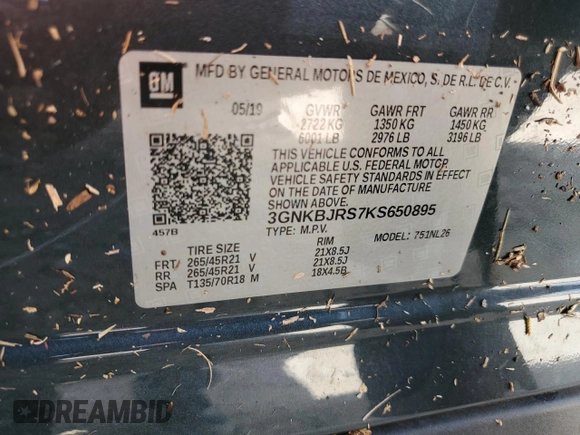 GM
MFD BY GENERAL MOTORS DE MEXICO, S. DE R.L. DE C.V.
05/19 GVWR GAWR FRT GAWR RR
2722 KG 1350 KG 1450 KG
6001 LB 2976 LB 3196 LB
THIS VEHICLE CONFORMS TO ALL
APPLICABLE U.S. FEDERAL MOTOR
VEHICLE SAFETY STANDARDS IN EFFECT
ON THE DATE OF MANUFACTURE
SHOWN ABOVE.
3GNKBJRS7KS650895
457B TYPE: M.P.V. MODEL: 751NL26
TIRE SIZE RIM
FRT 265/45R21 V 21X8.5J
RR 265/45R21 V 21X8.5J
SPA T135/70R18 M 18X4.5B
DREAMBID